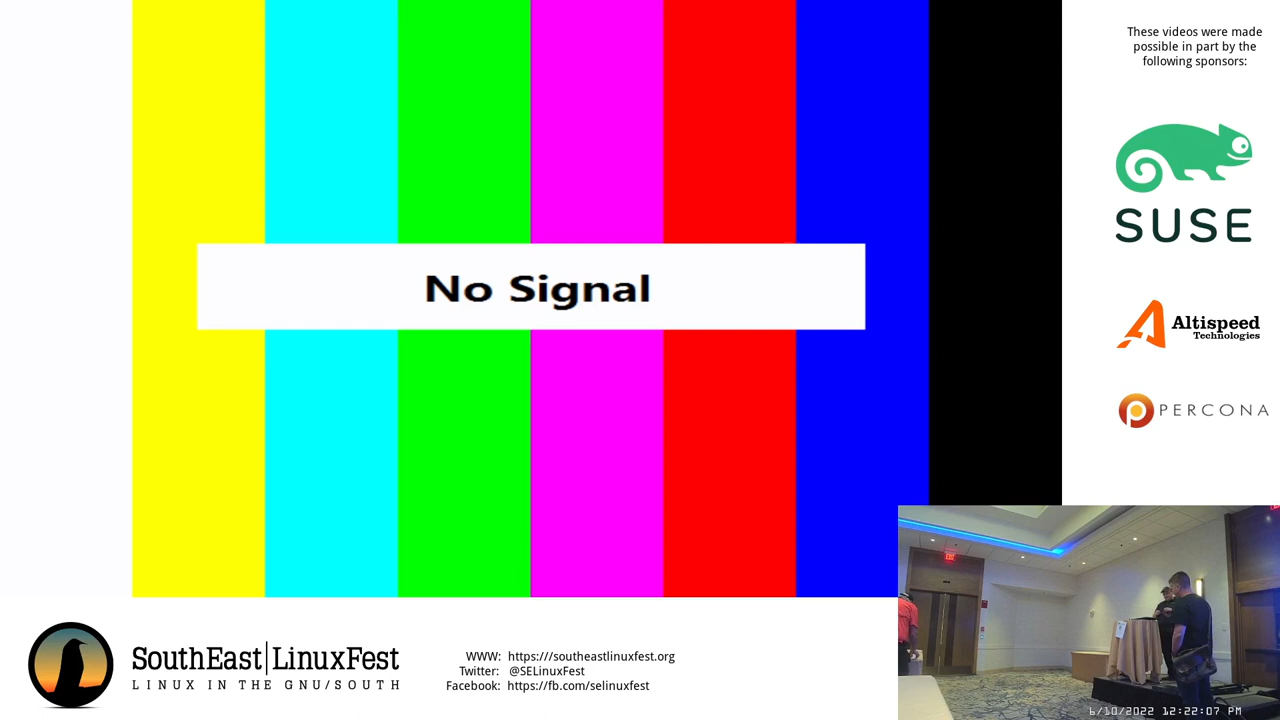 These videos were made
possible in part by the
following sponsors:
SUSE
Altispeed
Technologies
PERCONA
No Signal
SouthEast LinuxFest
LINUX IN THE GNU/SOUTH
WWW: https:///southeastlinuxfest.org
Twitter: @SELinuxFest
Facebook: https://fb.com/selinuxfest
EXIT
6/10/2022 12:22:07 PM